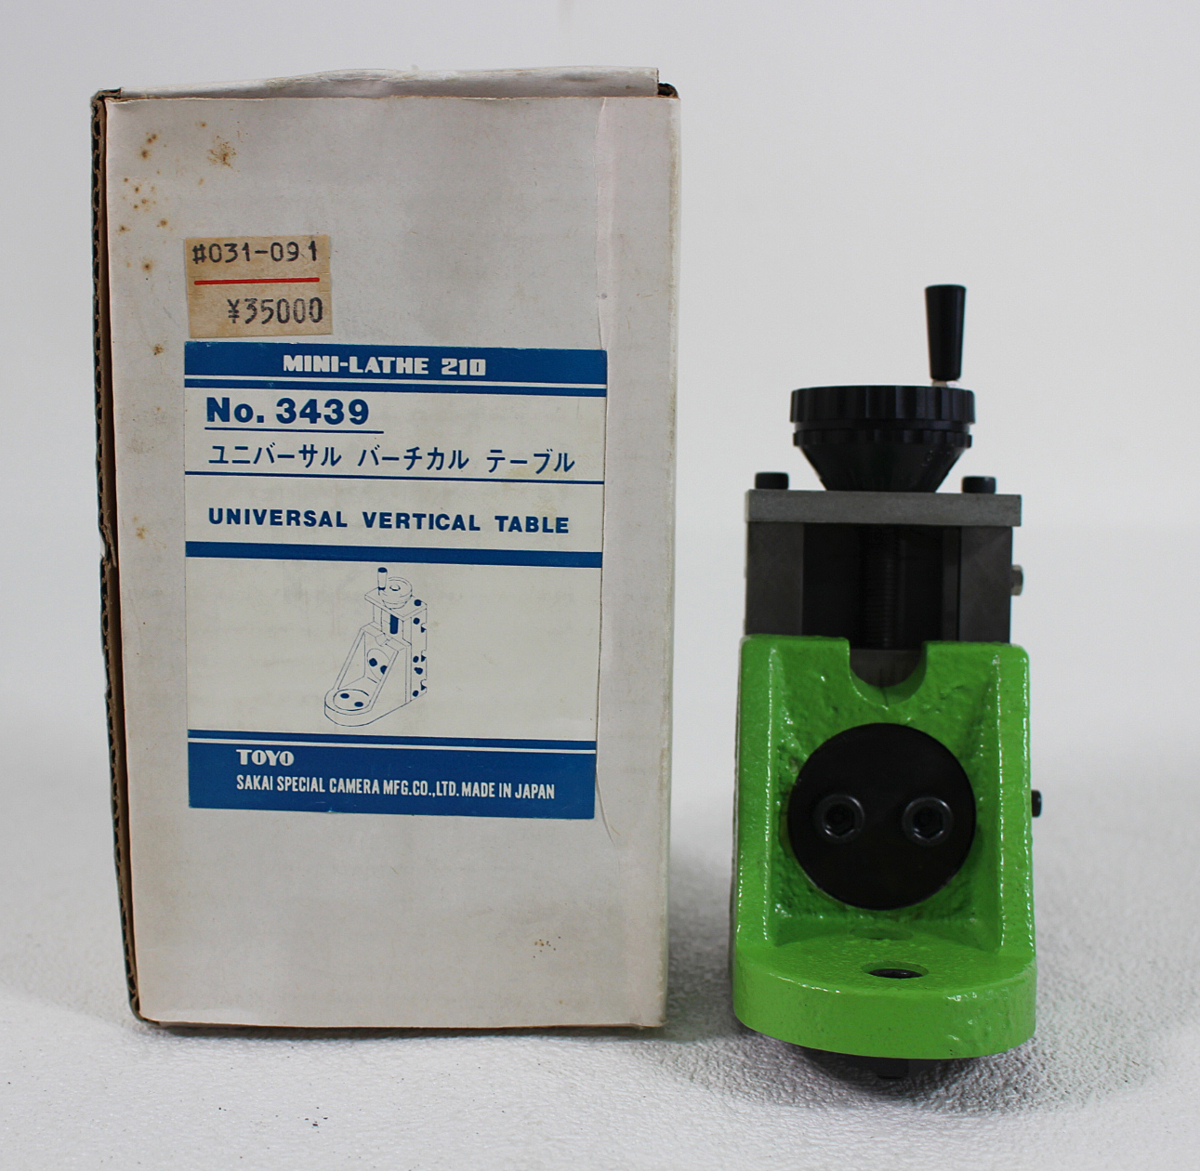 #031-091
¥35000
MINI-LATHE 210
No. 3439
ユニバーサル バーチカル テーブル
UNIVERSAL VERTICAL TABLE
TOYO
SAKAI SPECIAL CAMERA MFG.CO.,LTD. MADE IN JAPAN